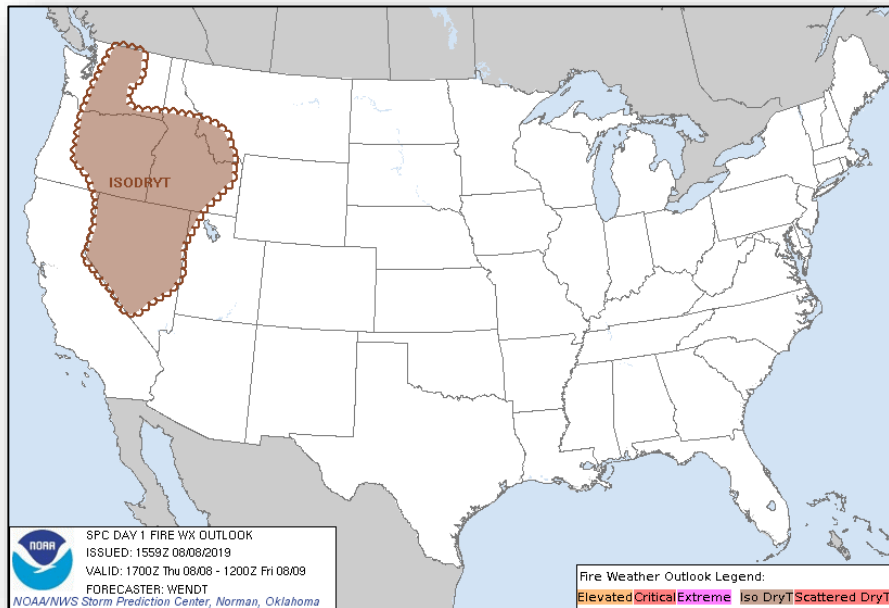 ISODRYT
NOAA
SPC DAY 1 FIRE WX OUTLOOK
ISSUED: 1559Z 08/08/2019
VALID: 1700Z Thu 08/08 - 1200Z Fri 08/09
FORECASTER: WENDT
NOAA/NWS Storm Prediction Center, Norman, Oklahoma
Fire Weather Outlook Legend:
Elevated Critical Extreme Iso DryT Scattered DryT